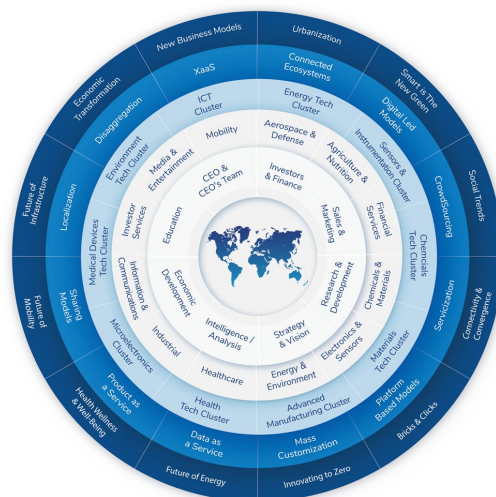 New Business Models
Urbanization
Smart is The
New Green
Social Trends
Connectivity &
Convergence
Bricks & Clicks
Innovating to Zero
Future of Energy
Health Wellness
& Well-Being
Future of
Mobility
Future of
Infrastructure
Economic
Transformation
XaaS
Connected
Ecosystems
Digital Led
Models
CrowdSourcing
Servicization
Platform
Based Models
Mass
Customization
Data as
a Service
Product as
a Service
Sharing
Models
Localization
Disaggregation
ICT
Cluster
Energy Tech
Cluster
Sensors &
Instrumentation Cluster
Chemcials
Tech Cluster
Materials
Tech Cluster
Advanced
Manufacturing Cluster
Health
Tech Cluster
Microelectronics
Cluster
Medical Devices
Tech Cluster
Environment
Tech Cluster
Mobility
Aerospace &
Defense
Agriculture &
Nutrition
Financial
Services
Chemicals &
Materials
Electronics &
Sensors
Energy &
Environment
Healthcare
Industrial
Information &
Communications
Investor
Services
Media &
Entertainment
CEO &
CEO's Team
Investors
& Finance
Sales &
Marketing
Research &
Development
Strategy
& Vision
Intelligence /
Analysis
Economic
Development
Education